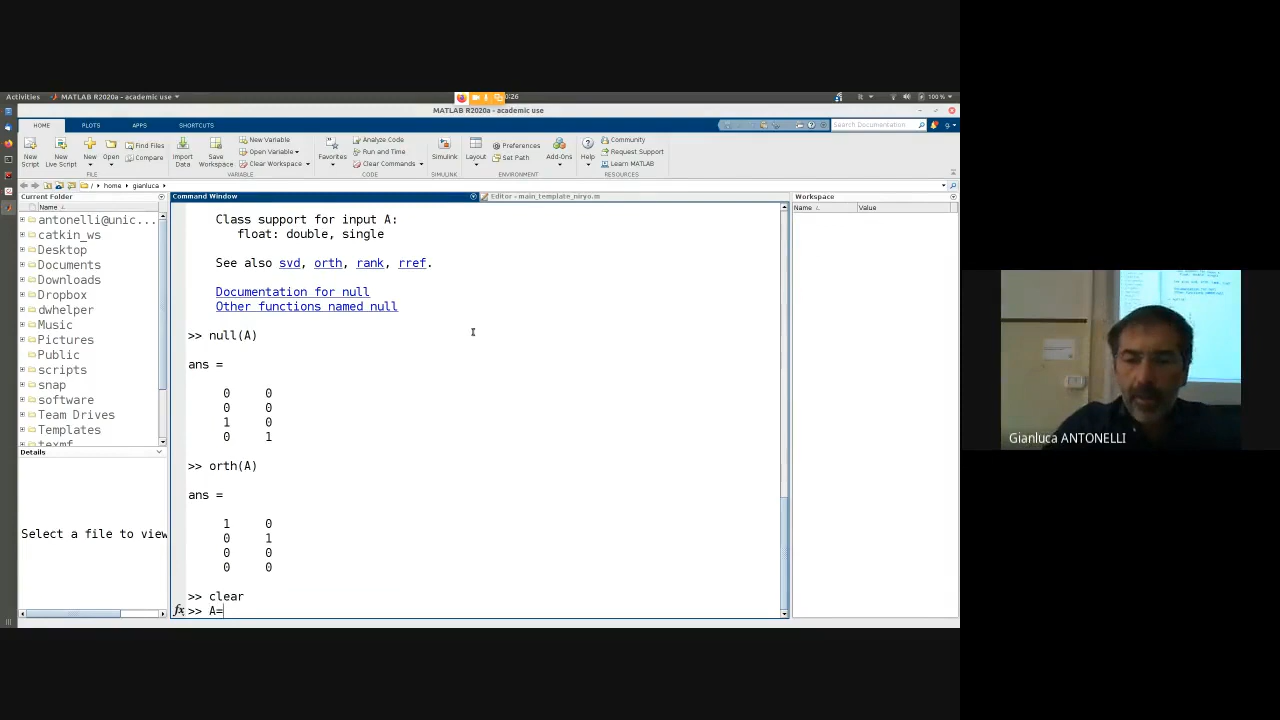 Activities MATLAB R2020a - academic use 0:26 100 %
MATLAB R2020a - academic use
HOME PLOTS APPS SHORTCUTS Search Documentation
New Script New Live Script New Open Find Files Compare Import Data Save Workspace New Variable Open Variable Clear Workspace Favorites Analyze Code Run and Time Clear Commands Simulink Layout Preferences Set Path Add-Ons Help Community Request Support Learn MATLAB
FILE VARIABLE CODE SIMULINK ENVIRONMENT RESOURCES
/ home gianluca
Current Folder
Name
antonelli@unic...
catkin_ws
Desktop
Documents
Downloads
Dropbox
dwhelper
Music
Pictures
Public
scripts
snap
software
Team Drives
Templates
texmf
Details
Select a file to view
Command Window Editor - main_template_niryo.m
Class support for input A:
float: double, single
See also svd, orth, rank, rref.
Documentation for null
Other functions named null
>> null(A)
ans =
0 0
0 0
1 0
0 1
>> orth(A)
ans =
1 0
0 1
0 0
0 0
>> clear
fx >> A=
Workspace
Name Value
Gianluca ANTONELLI